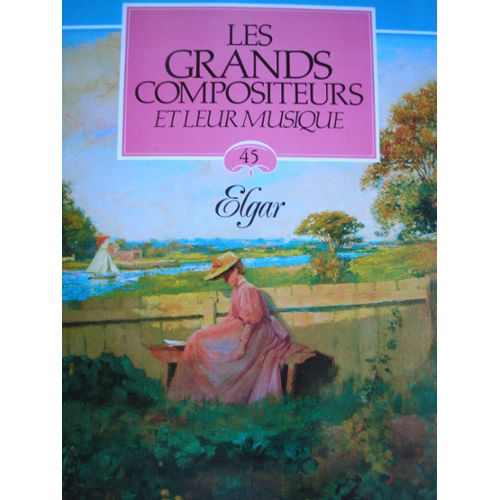 LES
GRANDS
COMPOSITEURS
ET LEUR MUSIQUE
45
Elgar